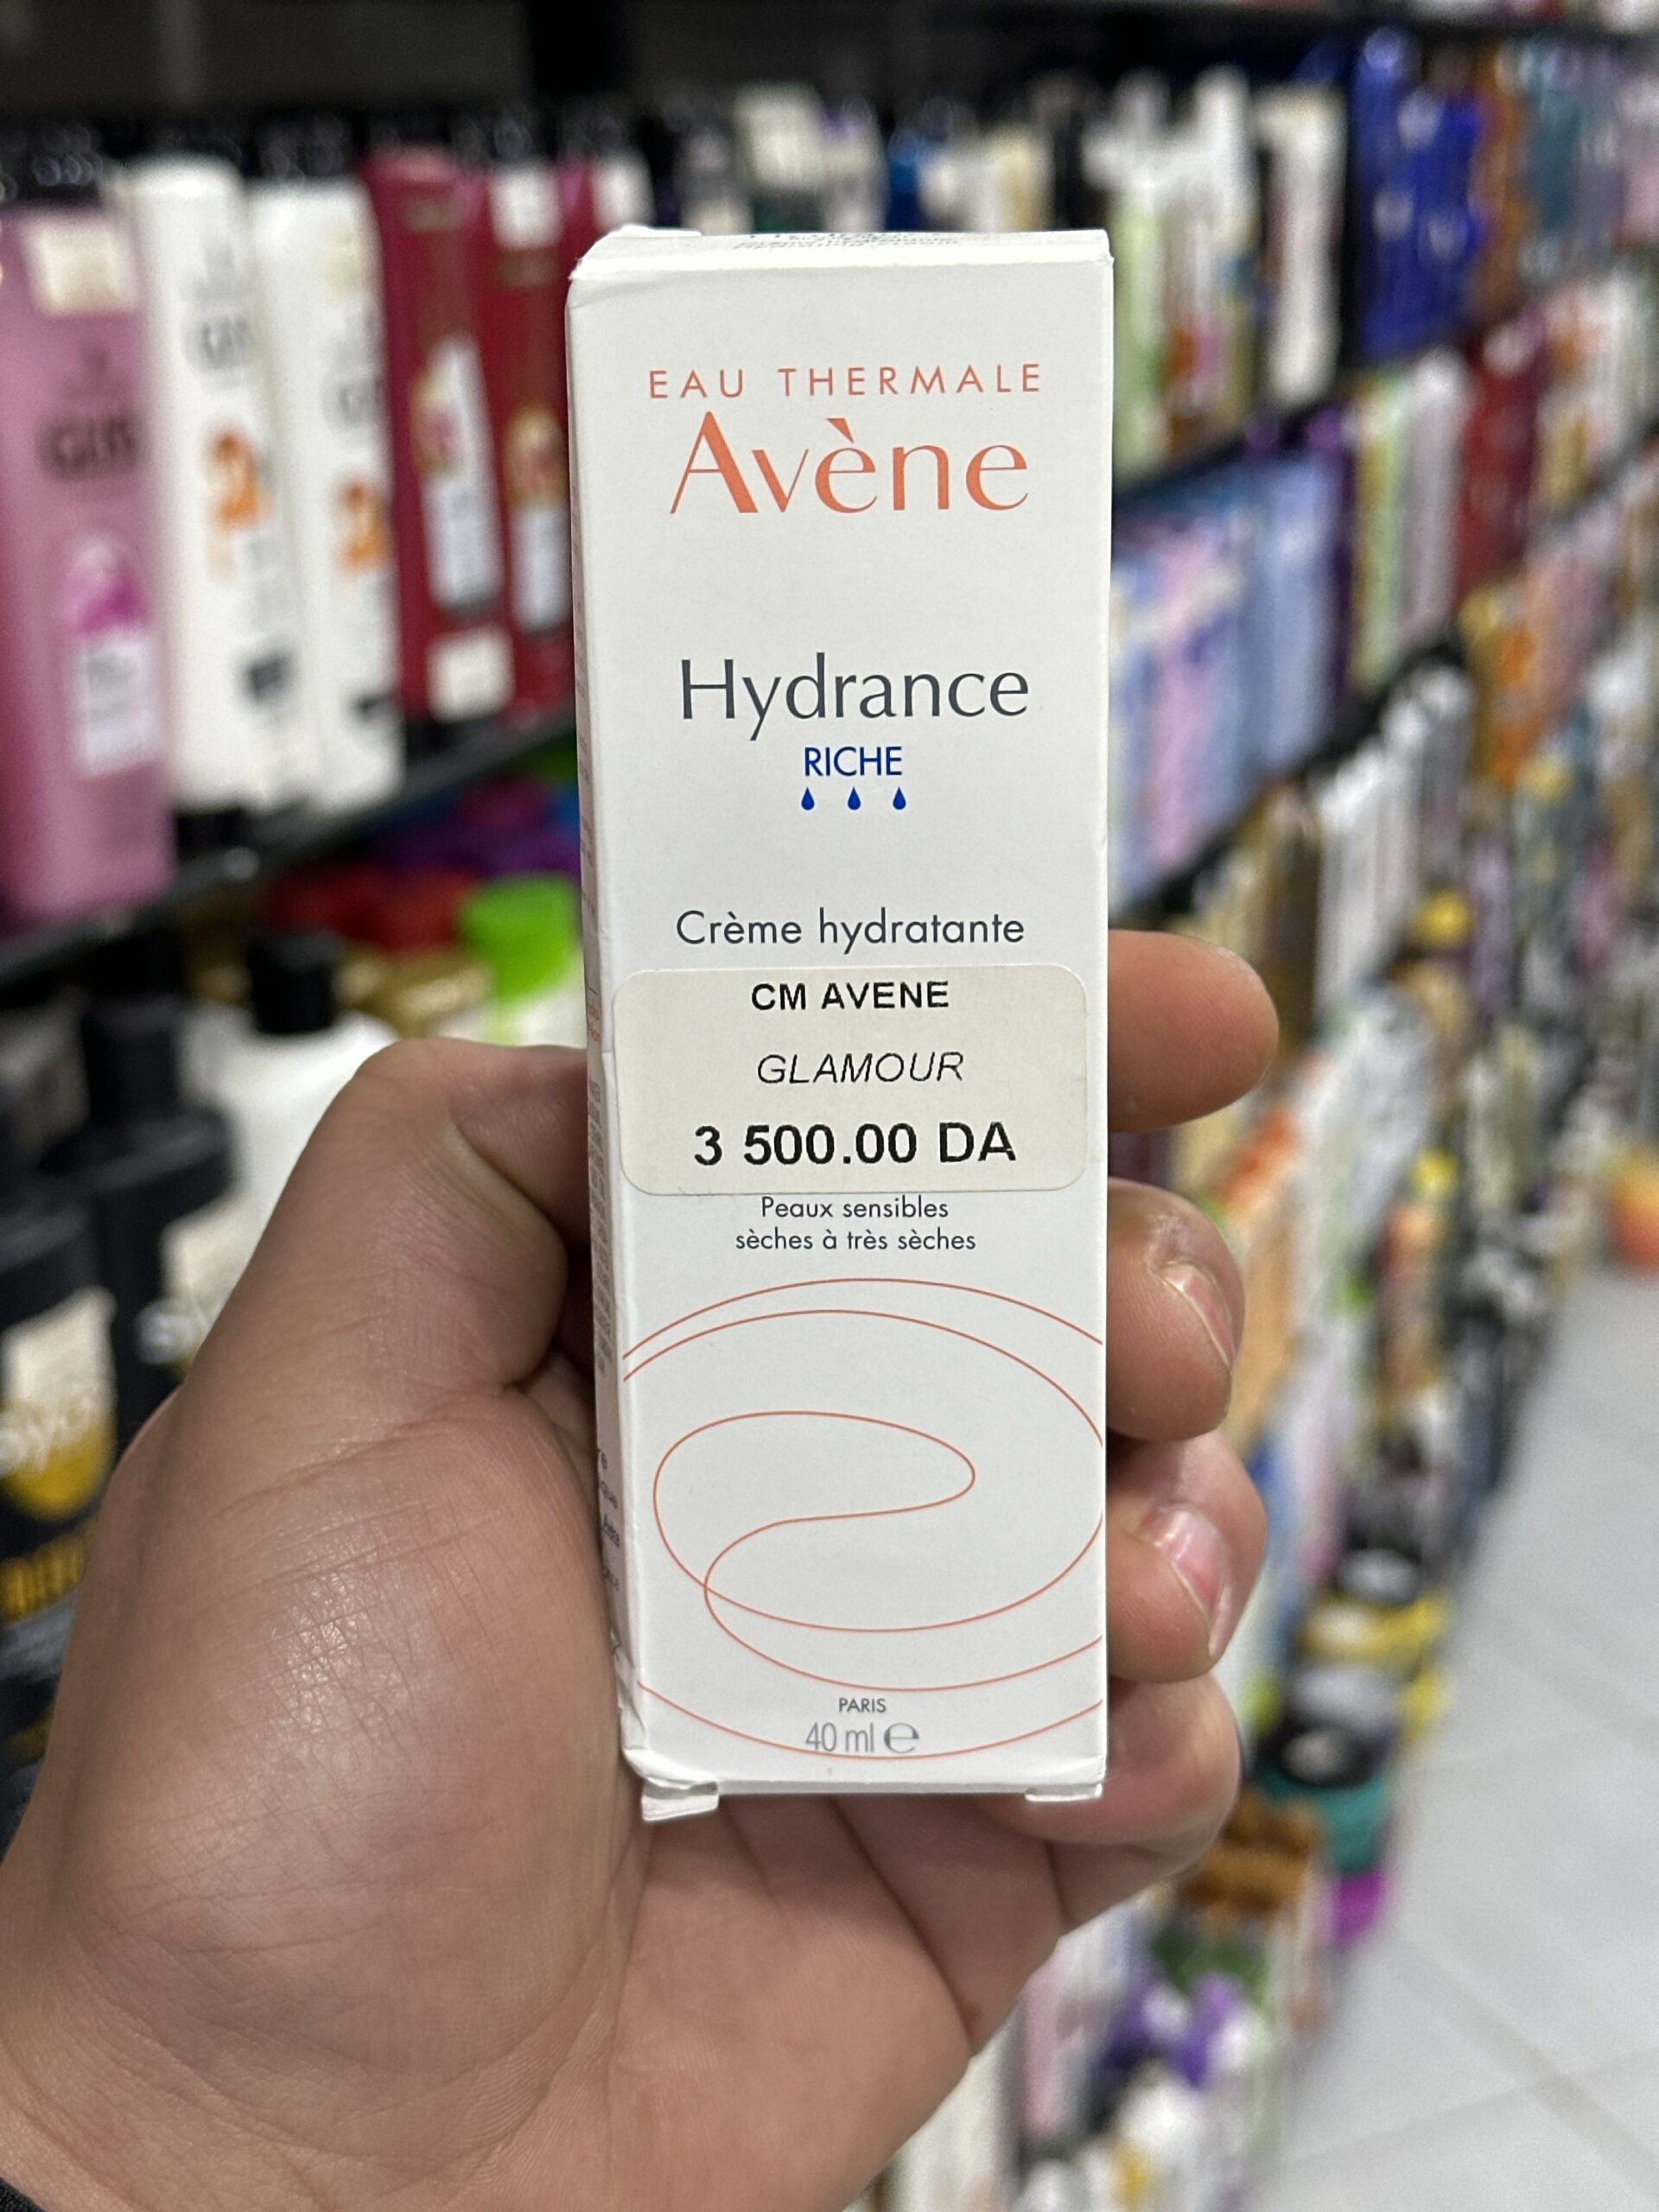 EAU THERMALE
Avène
Hydrance
RICHE
Crème hydratante
CM AVENE
GLAMOUR
3 500.00 DA
Peaux sensibles
sèches à très sèches
PARIS
40 ml ℮